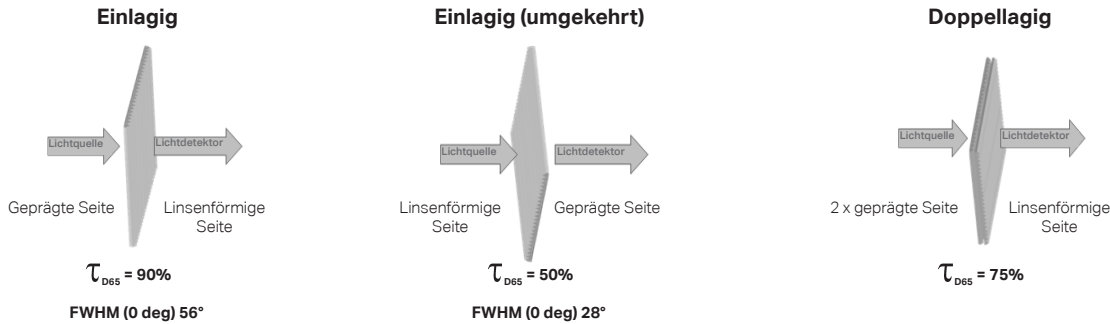 Einlagig
Einlagig (umgekehrt)
Doppellagig
Lichtquelle
Lichtdetektor
Lichtquelle
Lichtdetektor
Lichtquelle
Lichtdetektor
Geprägte Seite
Linsenförmige
Seite
Linsenförmige
Seite
Geprägte Seite
2 x geprägte Seite
Linsenförmige
Seite
τD65 = 90%
τD65 = 50%
τD65 = 75%
FWHM (0 deg) 56°
FWHM (0 deg) 28°